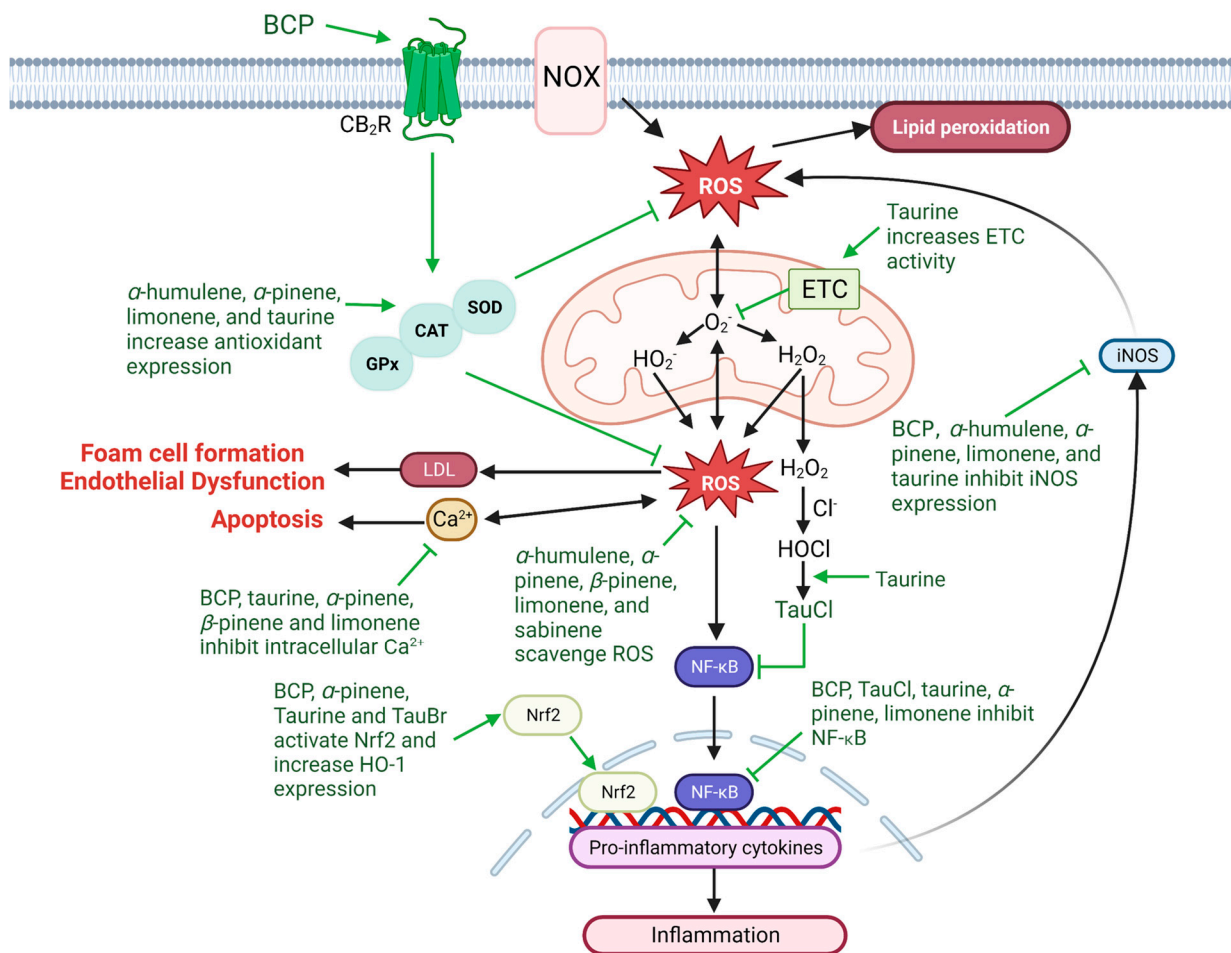 BCP
CB₂R
NOX
Lipid peroxidation
ROS
Taurine
increases ETC
activity
ETC
α-humulene, α-pinene,
limonene, and taurine
increase antioxidant
expression
SOD
CAT
GPx
O₂⁻
HO₂⁻
H₂O₂
iNOS
BCP, α-humulene, α-
pinene, limonene, and
taurine inhibit iNOS
expression
Foam cell formation
Endothelial Dysfunction
LDL
ROS
H₂O₂
Cl⁻
HOCl
Apoptosis
Ca²⁺
Taurine
TauCl
BCP, taurine, α-pinene,
β-pinene and limonene
inhibit intracellular Ca²⁺
α-humulene, α-
pinene, β-pinene,
limonene, and
sabinene
scavenge ROS
NF-κB
BCP, α-pinene,
Taurine and TauBr
activate Nrf2 and
increase HO-1
expression
Nrf2
BCP, TauCl, taurine, α-
pinene, limonene inhibit
NF-κB
Nrf2
NF-κB
Pro-inflammatory cytokines
Inflammation